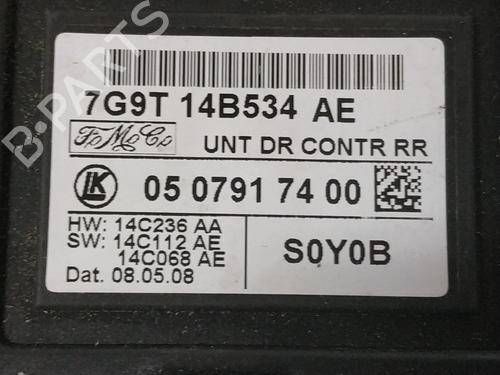 B-PARTS
7G9T 14B534 AE
FoMoCo UNT DR CONTR RR
LK 05 0791 74 00
HW: 14C236 AA
SW: 14C112 AE
14C068 AE
S0Y0B
Dat. 08.05.08